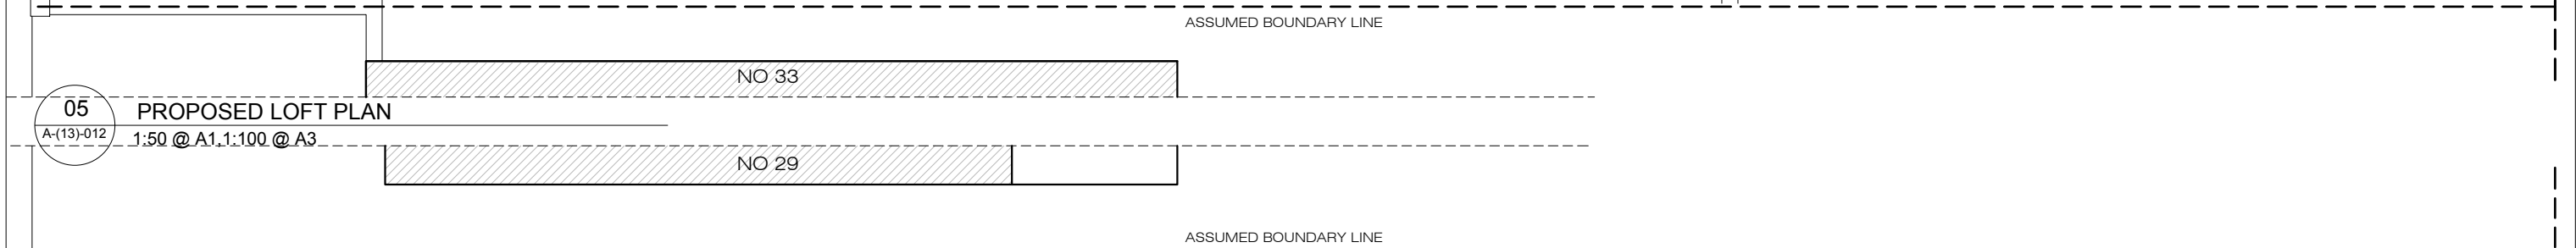 ASSUMED BOUNDARY LINE
NO 33
05
A-(13)-012
PROPOSED LOFT PLAN
1:50 @ A1,1:100 @ A3
NO 29
ASSUMED BOUNDARY LINE